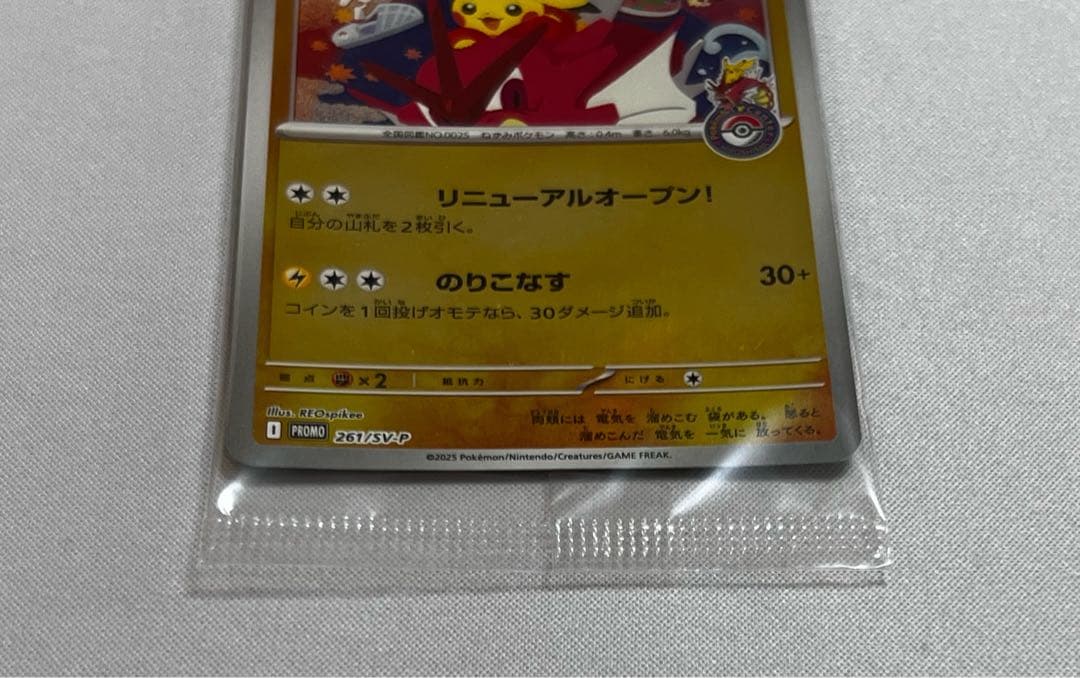 全国図鑑NO.0025 ねずみポケモン 高さ:0.4m 重さ:6.0kg
リニューアルオープン!
自分の山札を2枚引く。
のりこなす 30+
コインを1回投げオモテなら、30ダメージ追加。
弱点 ×2 抵抗力 にげる
Illus. REOspikee
両頬には 電気を 溜めこむ 袋がある。 怒ると
溜めこんだ 電気を 一気に 放ってくる。
I PROMO 261/SV-P
©2025 Pokémon/Nintendo/Creatures/GAME FREAK.